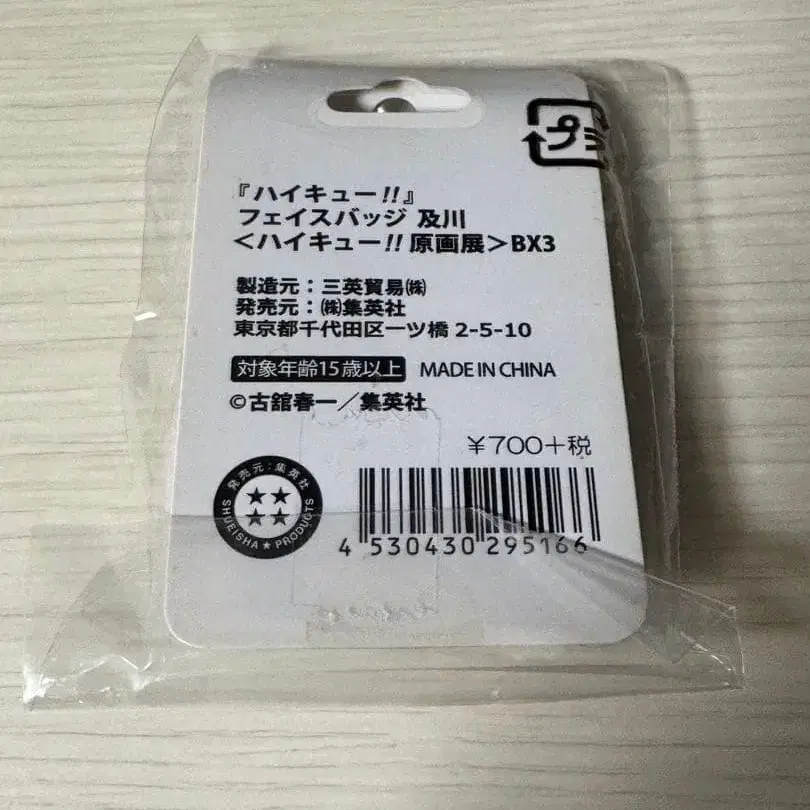 プラ
『ハイキュー!!』
フェイスバッジ 及川
<ハイキュー!! 原画展>BX3
製造元：三英貿易㈱
発売元：㈱集英社
東京都千代田区一ツ橋 2-5-10
対象年齢15歳以上 MADE IN CHINA
©古舘春一／集英社
¥700+税
発売元：集英社
SHUEISHA★PRODUCTS
4 530430 295166